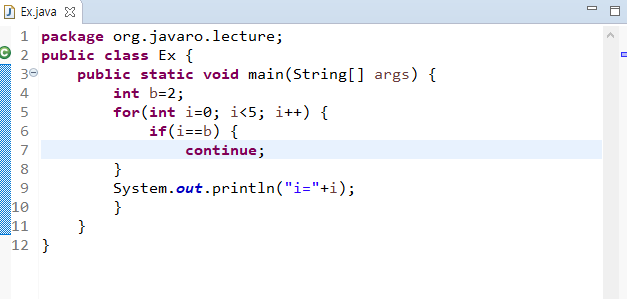 Ex.java
1 package org.javaro.lecture;
2 public class Ex {
3 public static void main(String[] args) {
4 int b=2;
5 for(int i=0; i<5; i++) {
6 if(i==b) {
7 continue;
8 }
9 System.out.println("i="+i);
10 }
11 }
12 }